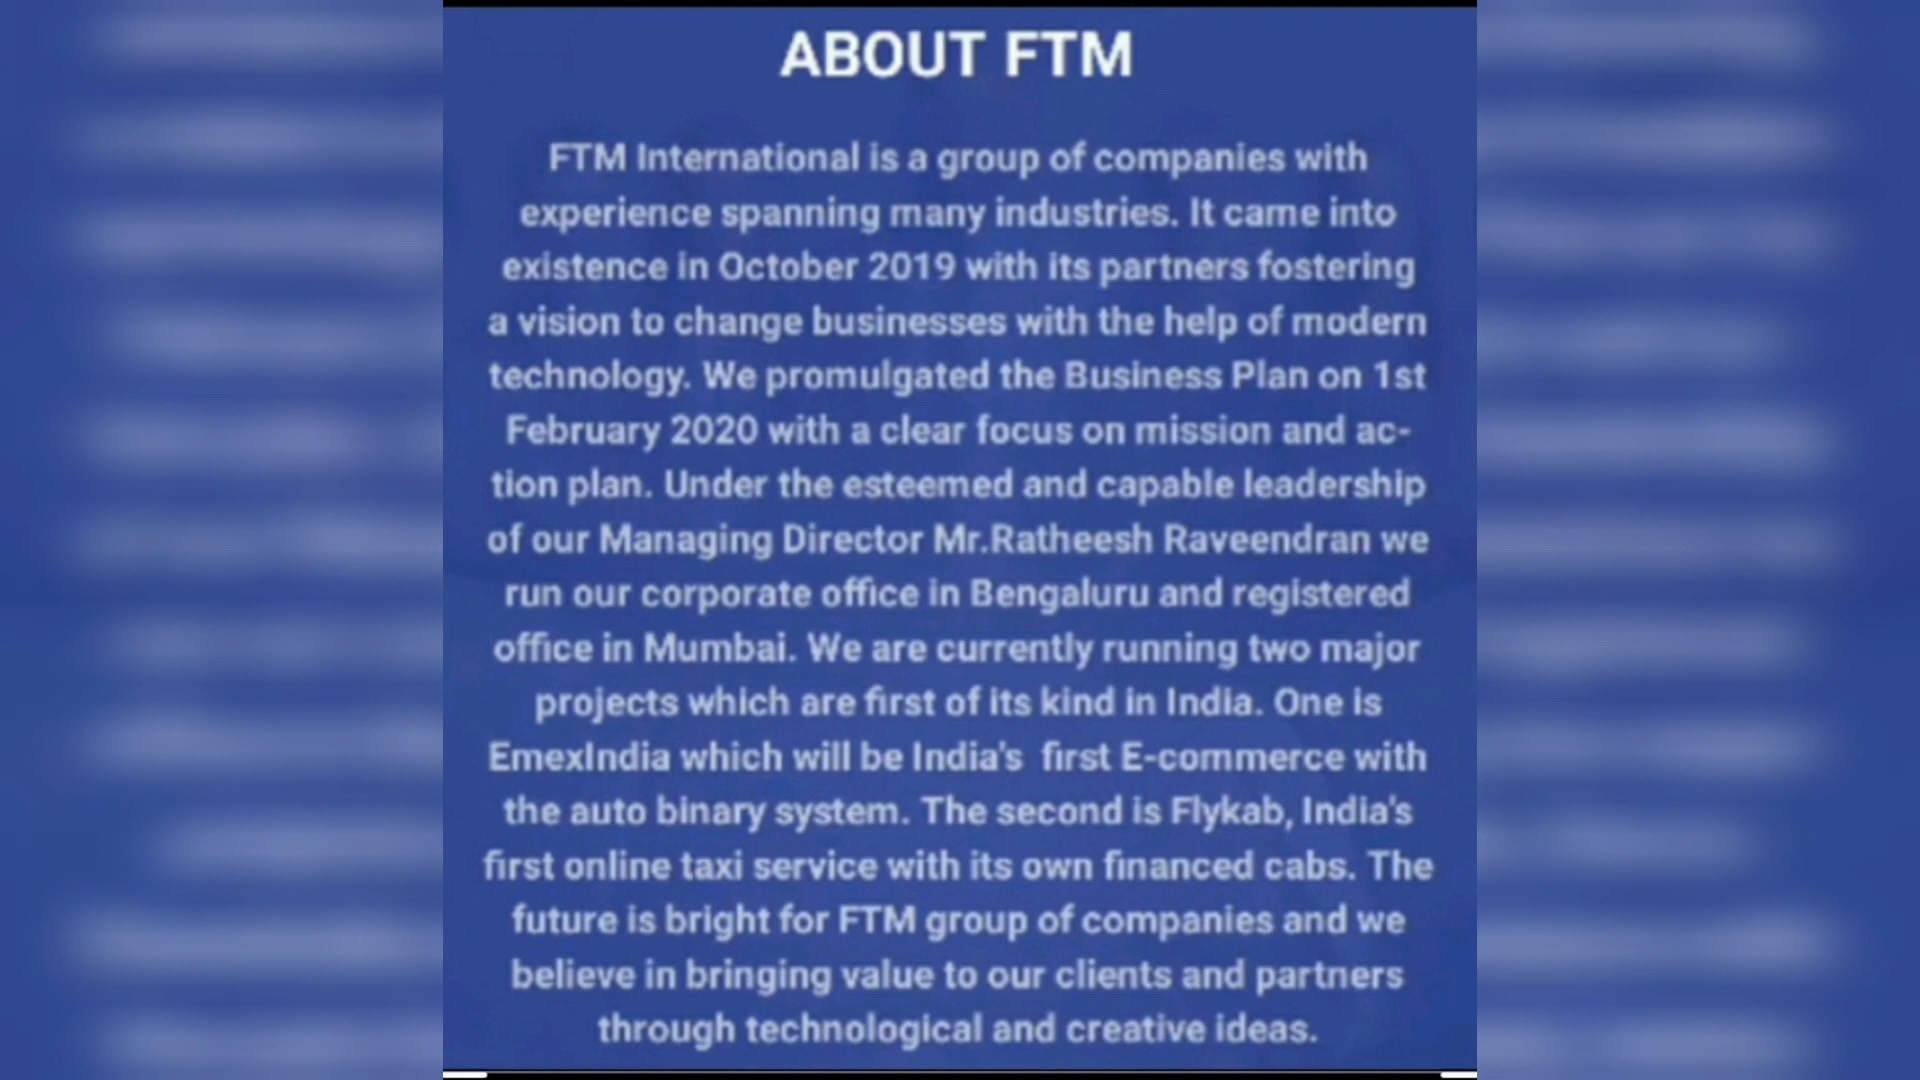 ABOUT FTM
FTM International is a group of companies with
experience spanning many industries. It came into
existence in October 2019 with its partners fostering
a vision to change businesses with the help of modern
technology. We promulgated the Business Plan on 1st
February 2020 with a clear focus on mission and ac-
tion plan. Under the esteemed and capable leadership
of our Managing Director Mr.Ratheesh Raveendran we
run our corporate office in Bengaluru and registered
office in Mumbai. We are currently running two major
projects which are first of its kind in India. One is
EmexIndia which will be India's  first E-commerce with
the auto binary system. The second is Flykab, India's
first online taxi service with its own financed cabs. The
future is bright for FTM group of companies and we
believe in bringing value to our clients and partners
through technological and creative ideas.